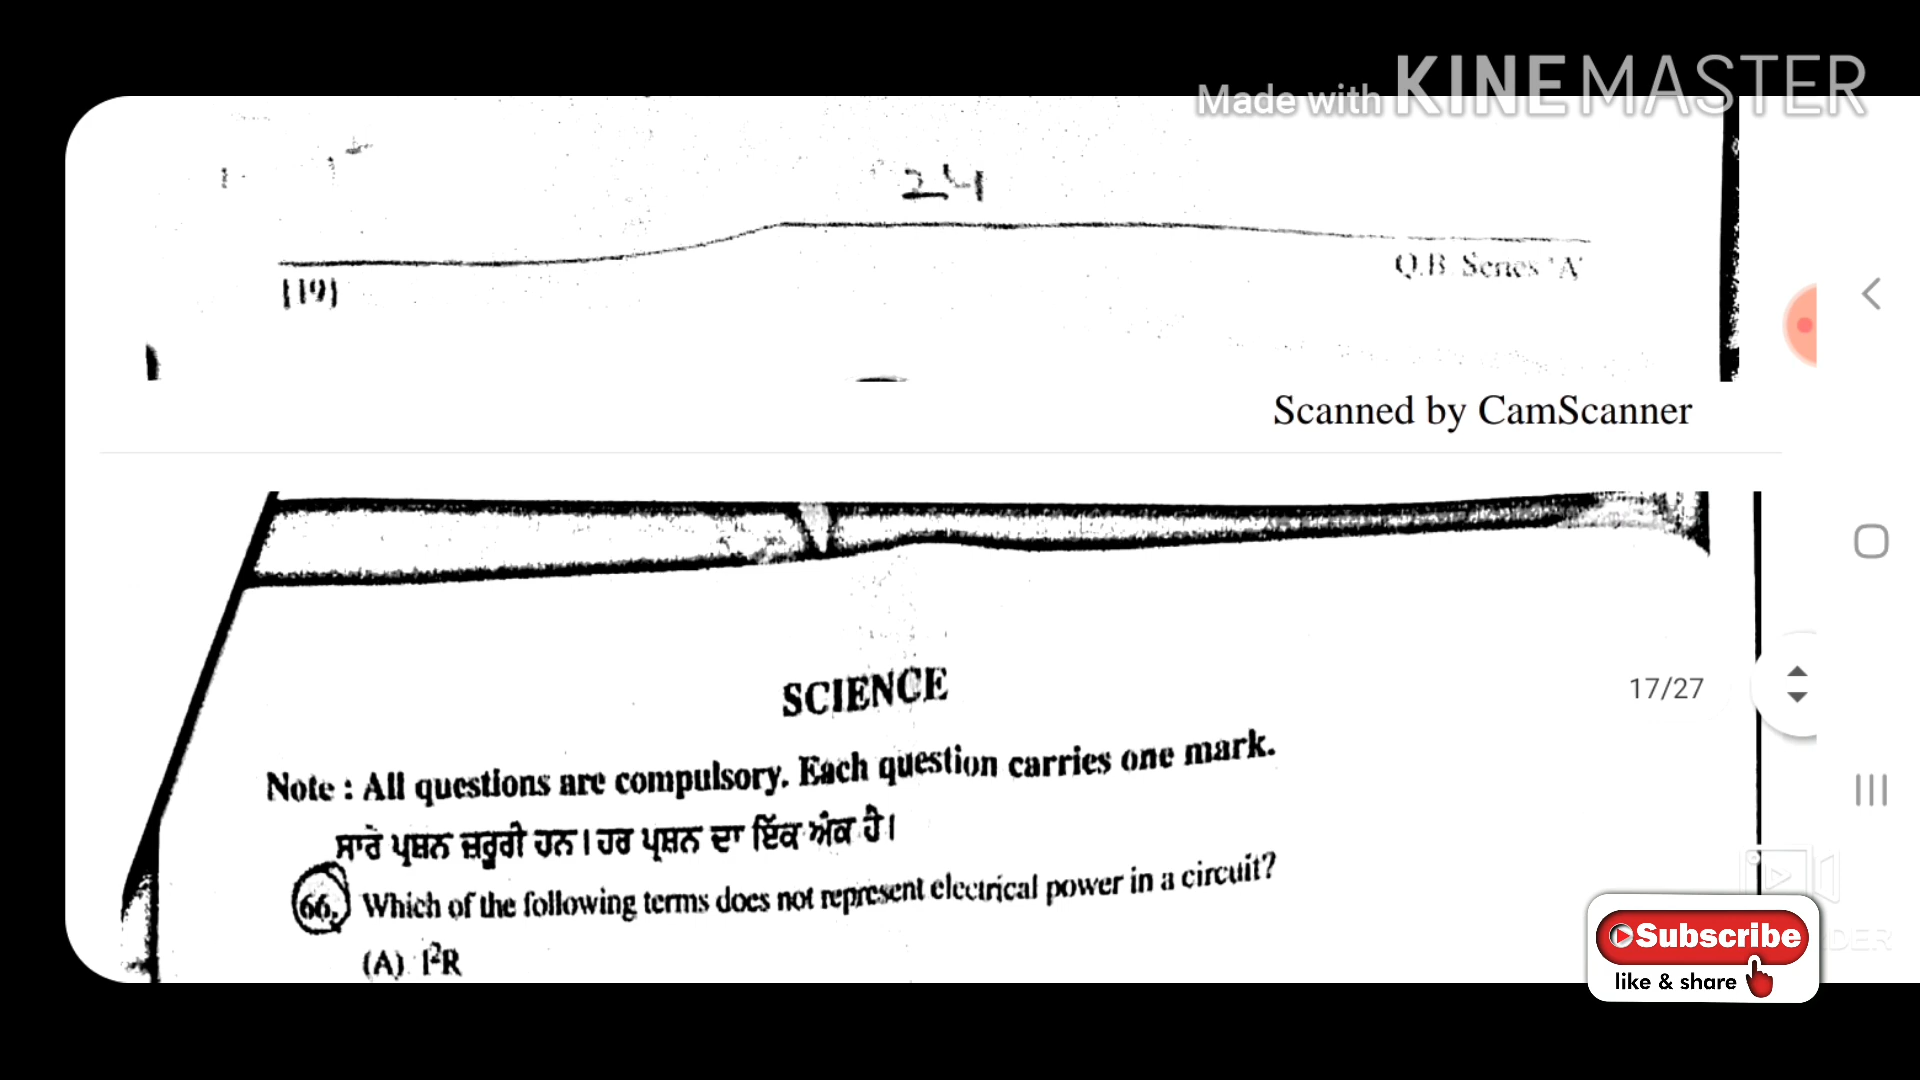 Made with KINEMASTER
24
[19]
Q.B Series 'A'
Scanned by CamScanner
SCIENCE
17/27
Note : All questions are compulsory. Each question carries one mark.
ਸਾਰੇ ਪ੍ਰਸ਼ਨ ਜ਼ਰੂਰੀ ਹਨ। ਹਰ ਪ੍ਰਸ਼ਨ ਦਾ ਇੱਕ ਅੰਕ ਹੈ।
66. Which of the following terms does not represent electrical power in a circuit?
(A) I²R
Subscribe
like & share